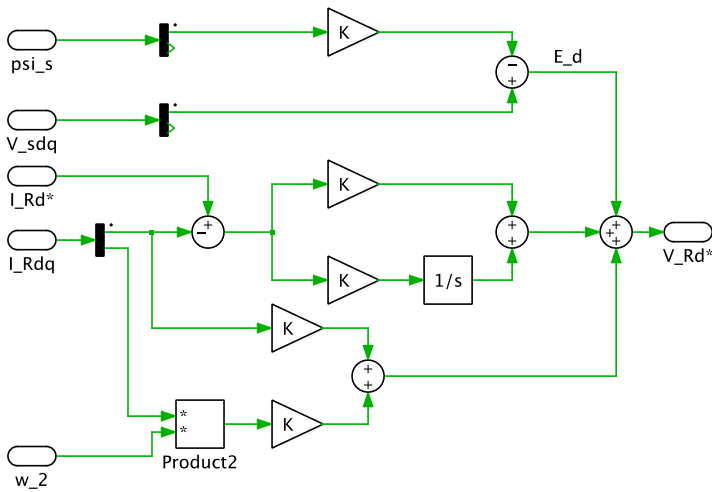 psi_s
K
E_d
−
+
V_sdq
I_Rd*
K
+
−
+
+
+
+
+
V_Rd*
I_Rdq
K
1/s
K
+
+
*
*
K
Product2
w_2